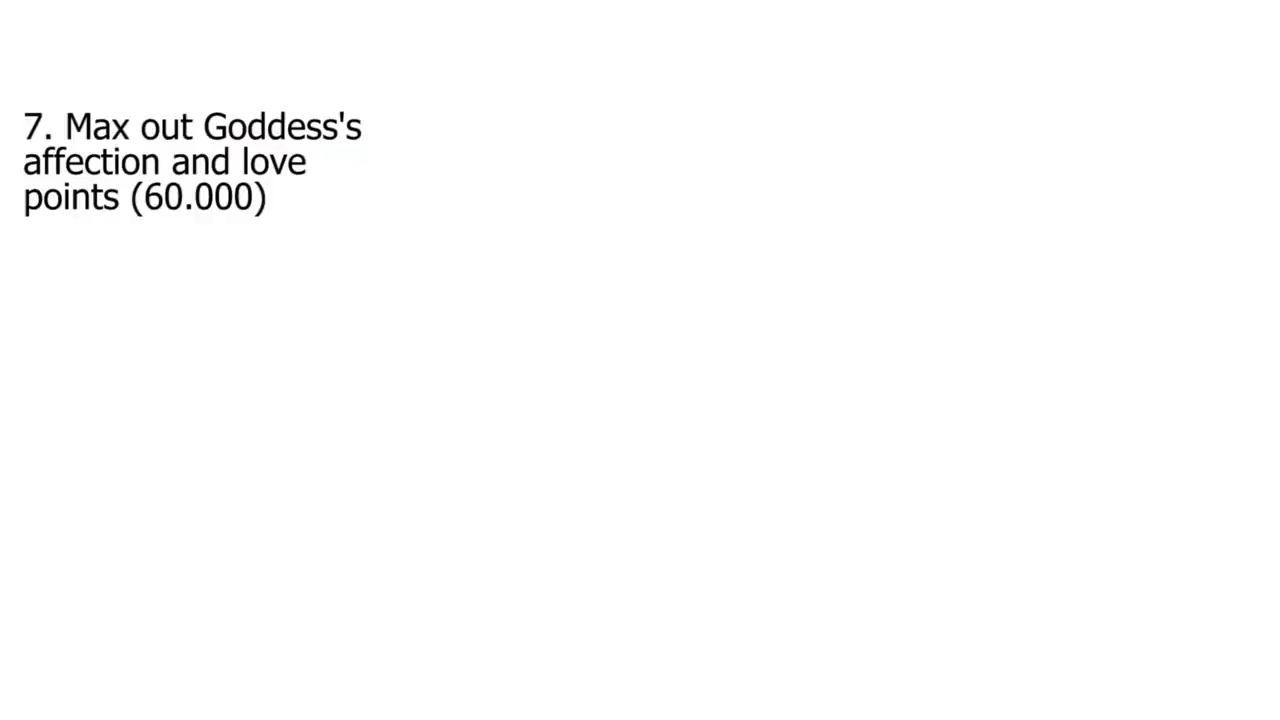 7. Max out Goddess's
affection and love
points (60.000)